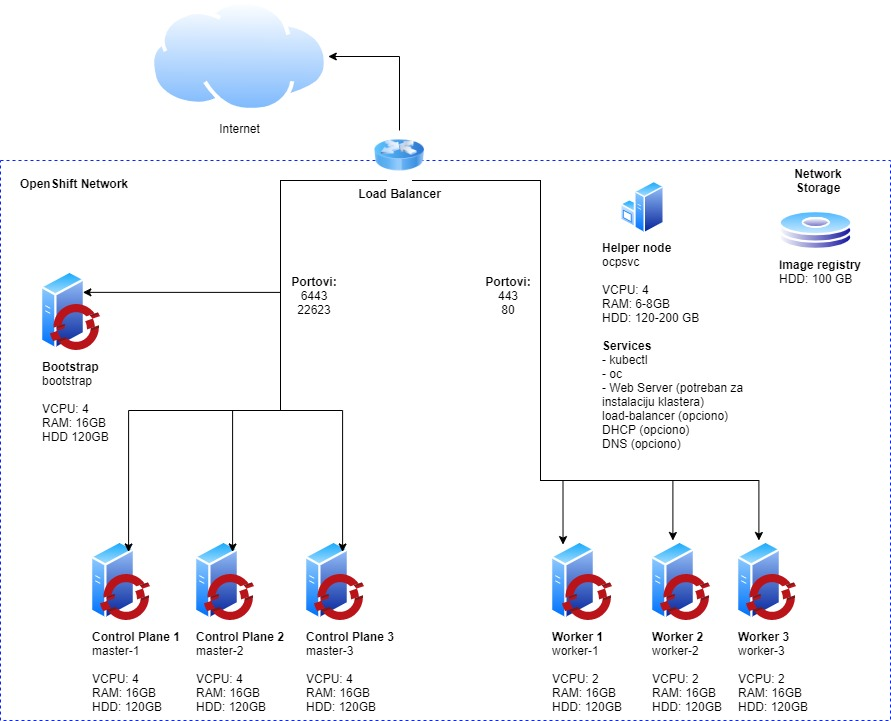 Internet
OpenShift Network
Load Balancer
Network
Storage
Image registry
HDD: 100 GB
Helper node
ocpsvc
VCPU: 4
RAM: 6-8GB
HDD: 120-200 GB
Services
- kubectl
- oc
- Web Server (potreban za
instalaciju klastera)
load-balancer (opciono)
DHCP (opciono)
DNS (opciono)
Portovi:
6443
22623
Portovi:
443
80
Bootstrap
bootstrap
VCPU: 4
RAM: 16GB
HDD 120GB
Control Plane 1
master-1
VCPU: 4
RAM: 16GB
HDD: 120GB
Control Plane 2
master-2
VCPU: 4
RAM: 16GB
HDD: 120GB
Control Plane 3
master-3
VCPU: 4
RAM: 16GB
HDD: 120GB
Worker 1
worker-1
VCPU: 2
RAM: 16GB
HDD: 120GB
Worker 2
worker-2
VCPU: 2
RAM: 16GB
HDD: 120GB
Worker 3
worker-3
VCPU: 2
RAM: 16GB
HDD: 120GB